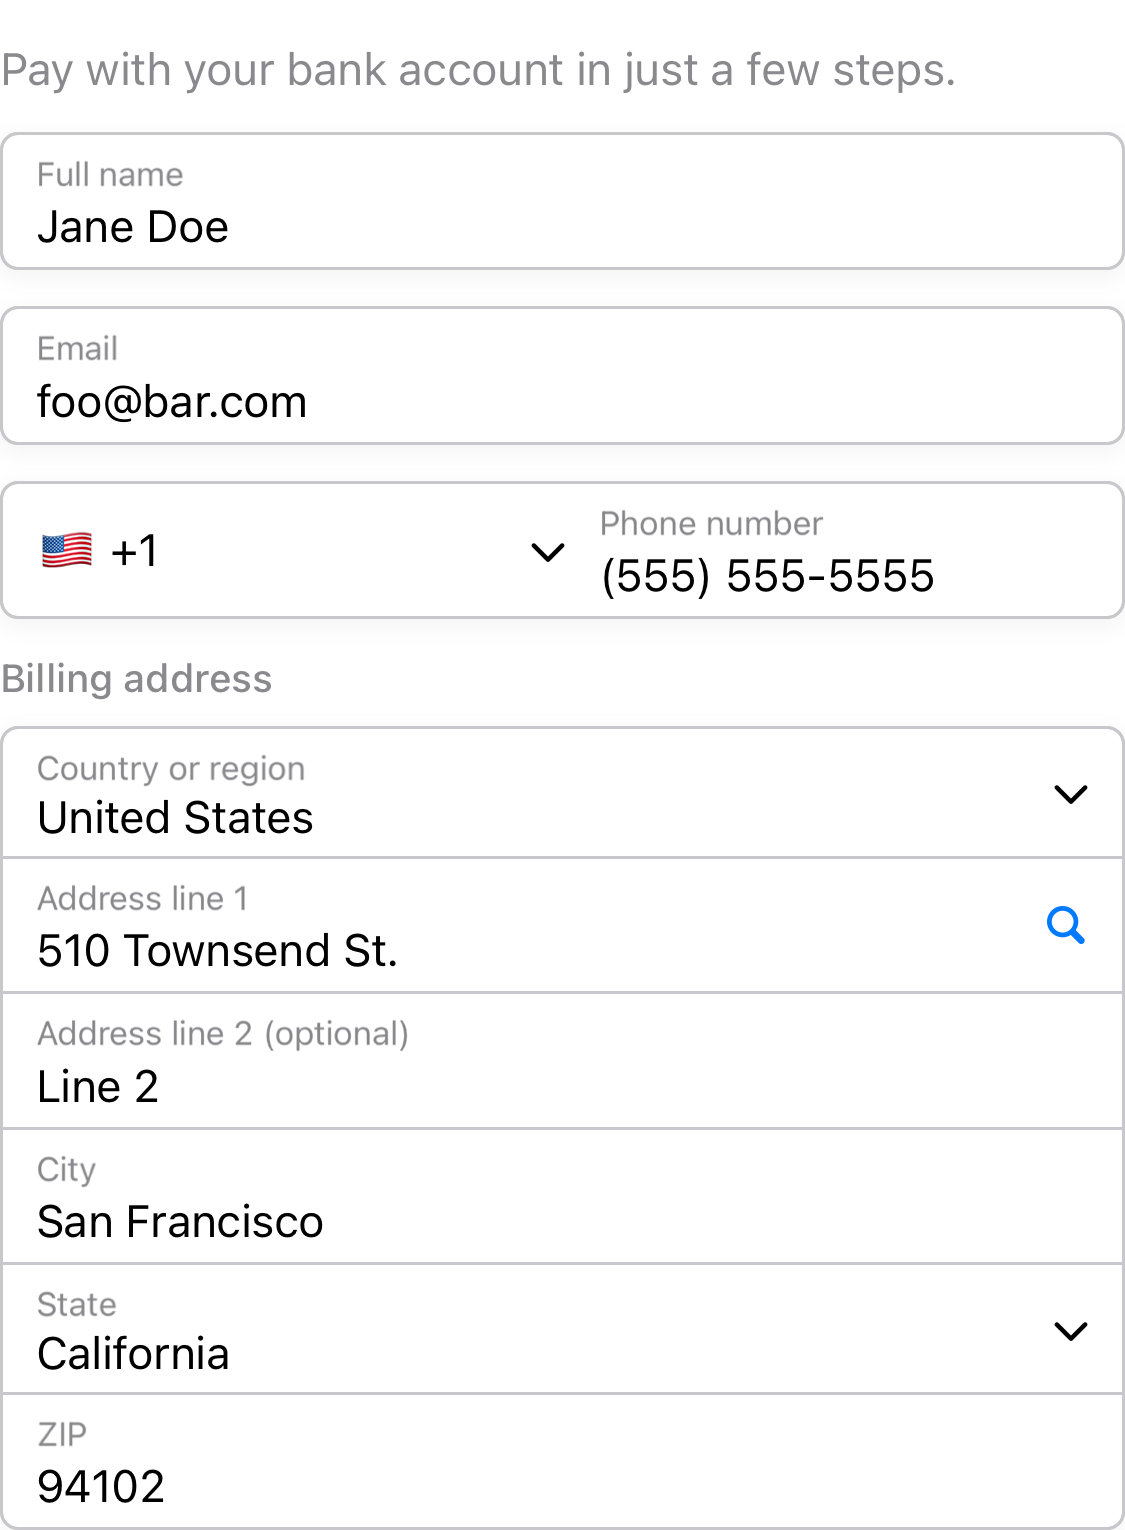 Pay with your bank account in just a few steps.
Full name
Jane Doe
Email
foo@bar.com
🇺🇸 +1
Phone number
(555) 555-5555
Billing address
Country or region
United States
Address line 1
510 Townsend St.
Address line 2 (optional)
Line 2
City
San Francisco
State
California
ZIP
94102